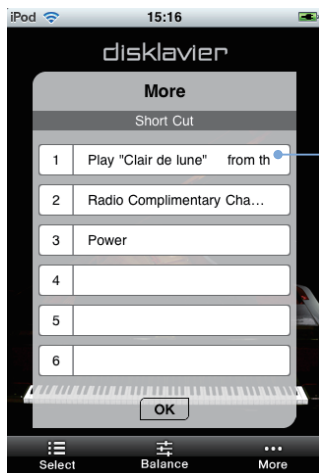 iPod 15:16
disklavier
More
Short Cut
1 Play "Clair de lune" from th
2 Radio Complimentary Cha...
3 Power
4
5
6
OK
Select Balance More